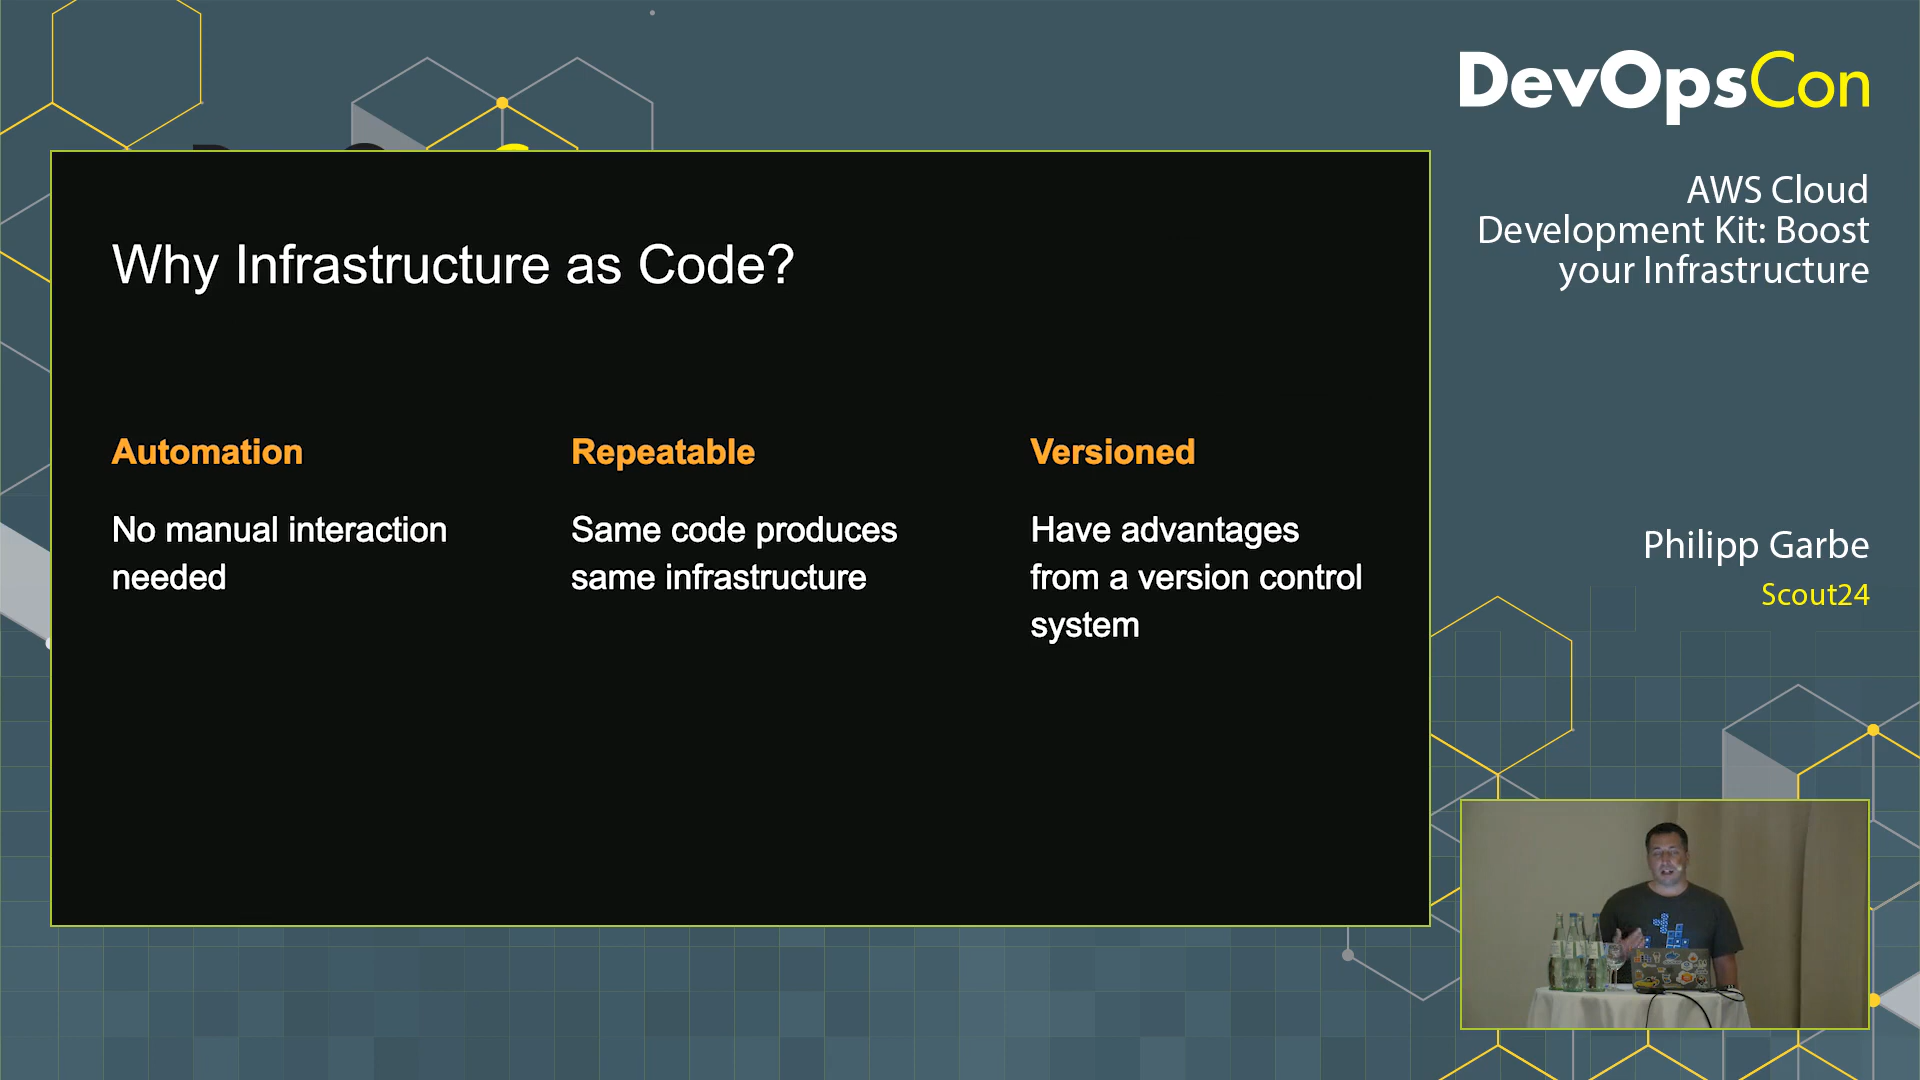 DevOpsCon
AWS Cloud
Development Kit: Boost
your Infrastructure
Why Infrastructure as Code?
Automation
No manual interaction
needed
Repeatable
Same code produces
same infrastructure
Versioned
Have advantages
from a version control
system
Philipp Garbe
Scout24